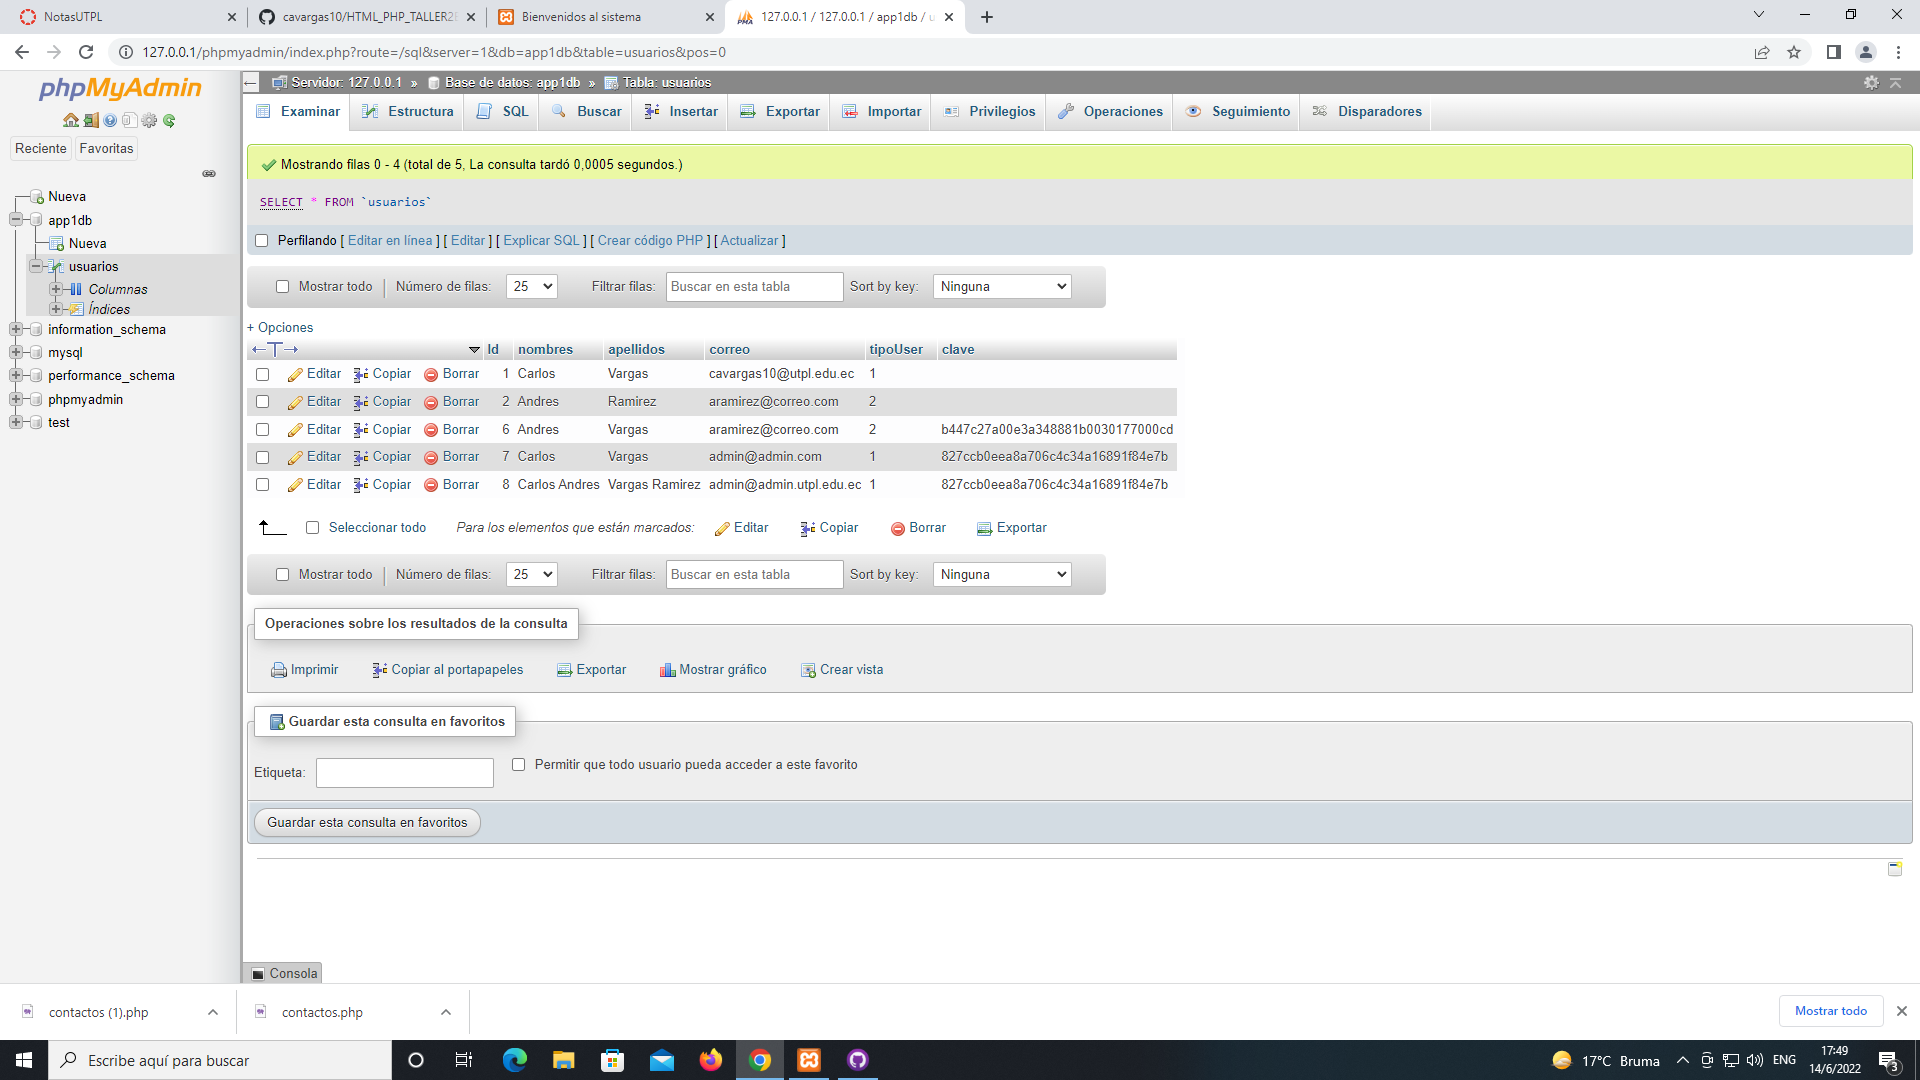 NotasUTPL
cavargas10/HTML_PHP_TALLER2E
Bienvenidos al sistema
127.0.0.1 / 127.0.0.1 / app1db / u
127.0.0.1/phpmyadmin/index.php?route=/sql&server=1&db=app1db&table=usuarios&pos=0
phpMyAdmin
Reciente Favoritas
Nueva
app1db
Nueva
usuarios
Columnas
Índices
information_schema
mysql
performance_schema
phpmyadmin
test
Servidor: 127.0.0.1 » Base de datos: app1db » Tabla: usuarios
Examinar Estructura SQL Buscar Insertar Exportar Importar Privilegios Operaciones Seguimiento Disparadores
Mostrando filas 0 - 4 (total de 5, La consulta tardó 0,0005 segundos.)
SELECT * FROM `usuarios`
Perfilando [ Editar en línea ] [ Editar ] [ Explicar SQL ] [ Crear código PHP ] [ Actualizar ]
Mostrar todo Número de filas: 25 Filtrar filas: Buscar en esta tabla Sort by key: Ninguna
+ Opciones
←T→ Id nombres apellidos correo tipoUser clave
Editar Copiar Borrar 1 Carlos Vargas cavargas10@utpl.edu.ec 1
Editar Copiar Borrar 2 Andres Ramirez aramirez@correo.com 2
Editar Copiar Borrar 6 Andres Vargas aramirez@correo.com 2 b447c27a00e3a348881b0030177000cd
Editar Copiar Borrar 7 Carlos Vargas admin@admin.com 1 827ccb0eea8a706c4c34a16891f84e7b
Editar Copiar Borrar 8 Carlos Andres Vargas Ramirez admin@admin.utpl.edu.ec 1 827ccb0eea8a706c4c34a16891f84e7b
Seleccionar todo Para los elementos que están marcados: Editar Copiar Borrar Exportar
Mostrar todo Número de filas: 25 Filtrar filas: Buscar en esta tabla Sort by key: Ninguna
Operaciones sobre los resultados de la consulta
Imprimir Copiar al portapapeles Exportar Mostrar gráfico Crear vista
Guardar esta consulta en favoritos
Etiqueta: Permitir que todo usuario pueda acceder a este favorito
Guardar esta consulta en favoritos
Consola
contactos (1).php contactos.php Mostrar todo
Escribe aquí para buscar
17°C Bruma ENG
17:49
14/6/2022
3